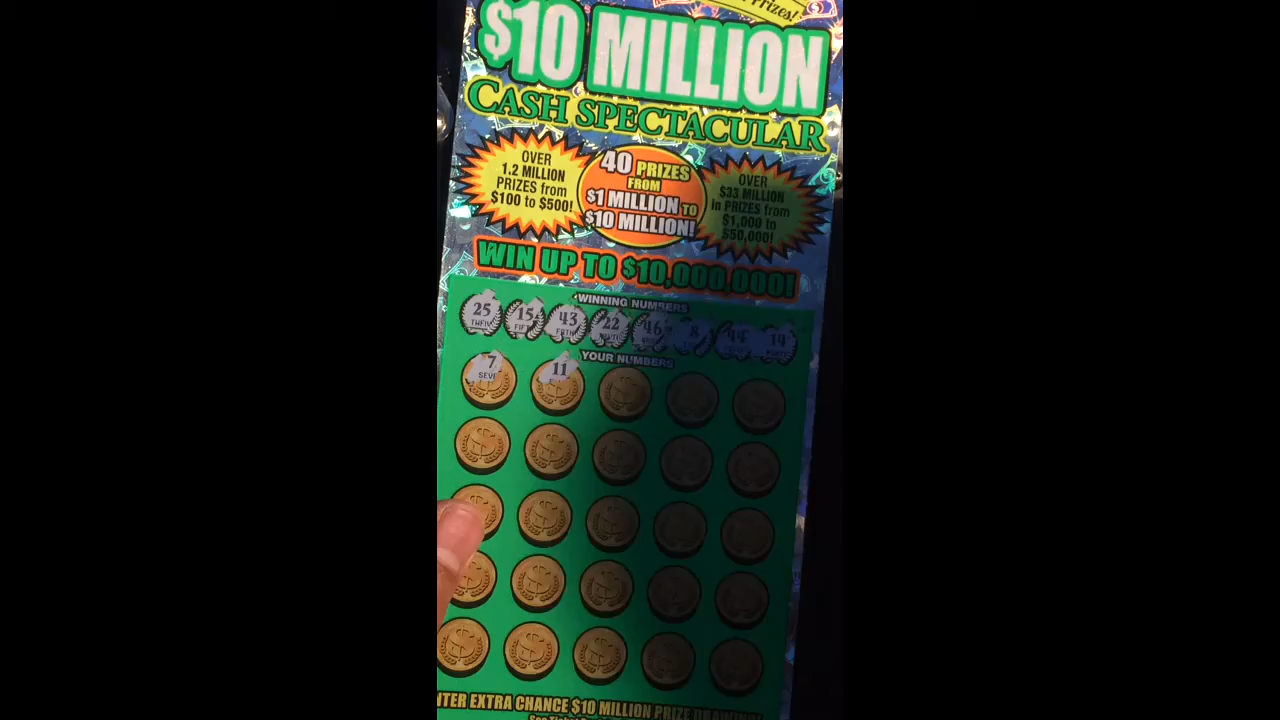 Prizes!
$10 MILLION
CASH SPECTACULAR
OVER
1.2 MILLION
PRIZES from
$100 to $500!
40 PRIZES
FROM
$1 MILLION TO
$10 MILLION!
OVER
$33 MILLION
in PRIZES from
$1,000 to
$50,000!
WIN UP TO $10,000,000!
WINNING NUMBERS
25 15 43 22 46 8 44 14
YOUR NUMBERS
7 11
SEVE
NTER EXTRA CHANCE $10 MILLION PRIZE DRAWING!